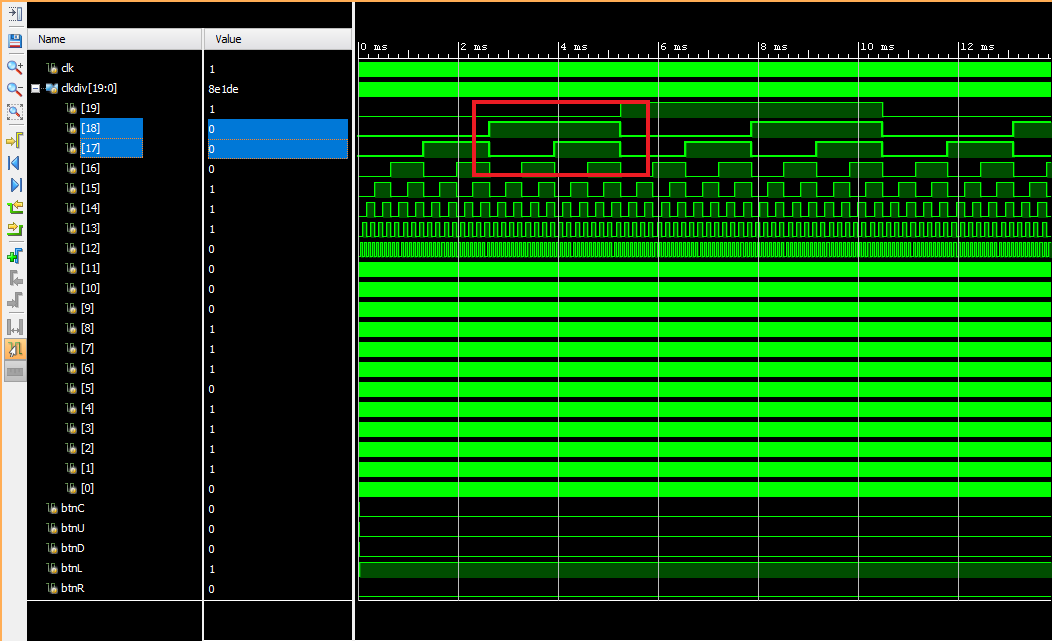 Name Value
0 ms 2 ms 4 ms 6 ms 8 ms 10 ms 12 ms
clk 1
clkdiv[19:0] 8e1de
[19] 1
[18] 0
[17] 0
[16] 0
[15] 1
[14] 1
[13] 1
[12] 0
[11] 0
[10] 0
[9] 0
[8] 1
[7] 1
[6] 1
[5] 0
[4] 1
[3] 1
[2] 1
[1] 1
[0] 0
btnC 0
btnU 0
btnD 0
btnL 1
btnR 0